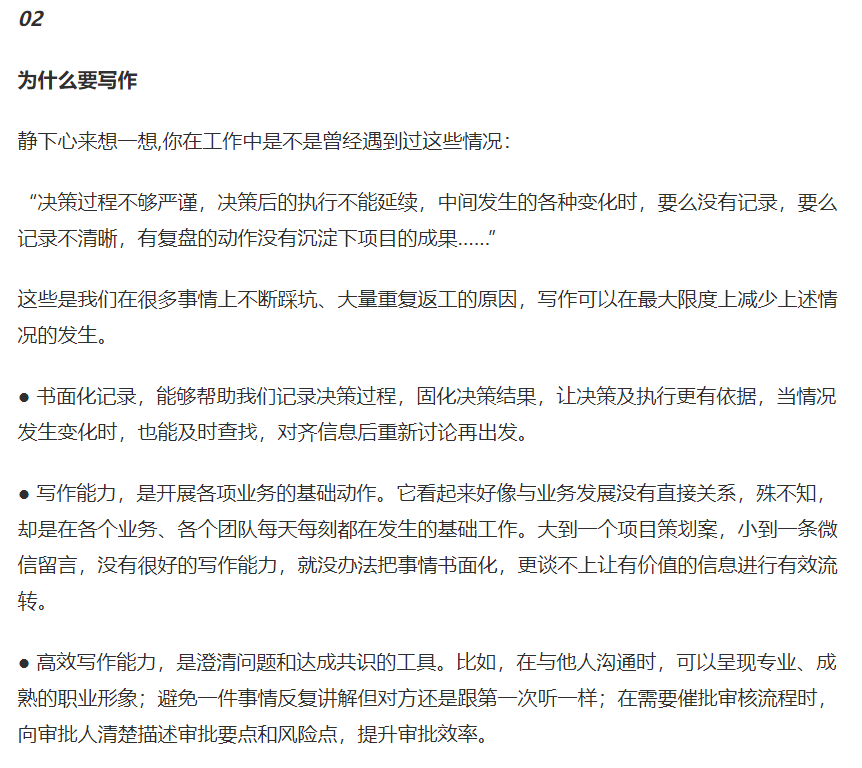 02
为什么要写作
静下心来想一想,你在工作中是不是曾经遇到过这些情况：
“决策过程不够严谨，决策后的执行不能延续，中间发生的各种变化时，要么没有记录，要么
记录不清晰，有复盘的动作没有沉淀下项目的成果......”
这些是我们在很多事情上不断踩坑、大量重复返工的原因，写作可以在最大限度上减少上述情
况的发生。
● 书面化记录，能够帮助我们记录决策过程，固化决策结果，让决策及执行更有依据，当情况
发生变化时，也能及时查找，对齐信息后重新讨论再出发。
● 写作能力，是开展各项业务的基础动作。它看起来好像与业务发展没有直接关系，殊不知，
却是在各个业务、各个团队每天每刻都在发生的基础工作。大到一个项目策划案，小到一条微
信留言，没有很好的写作能力，就没办法把事情书面化，更谈不上让有价值的信息进行有效流
转。
● 高效写作能力，是澄清问题和达成共识的工具。比如，在与他人沟通时，可以呈现专业、成
熟的职业形象；避免一件事情反复讲解但对方还是跟第一次听一样；在需要催批审核流程时，
向审批人清楚描述审批要点和风险点，提升审批效率。